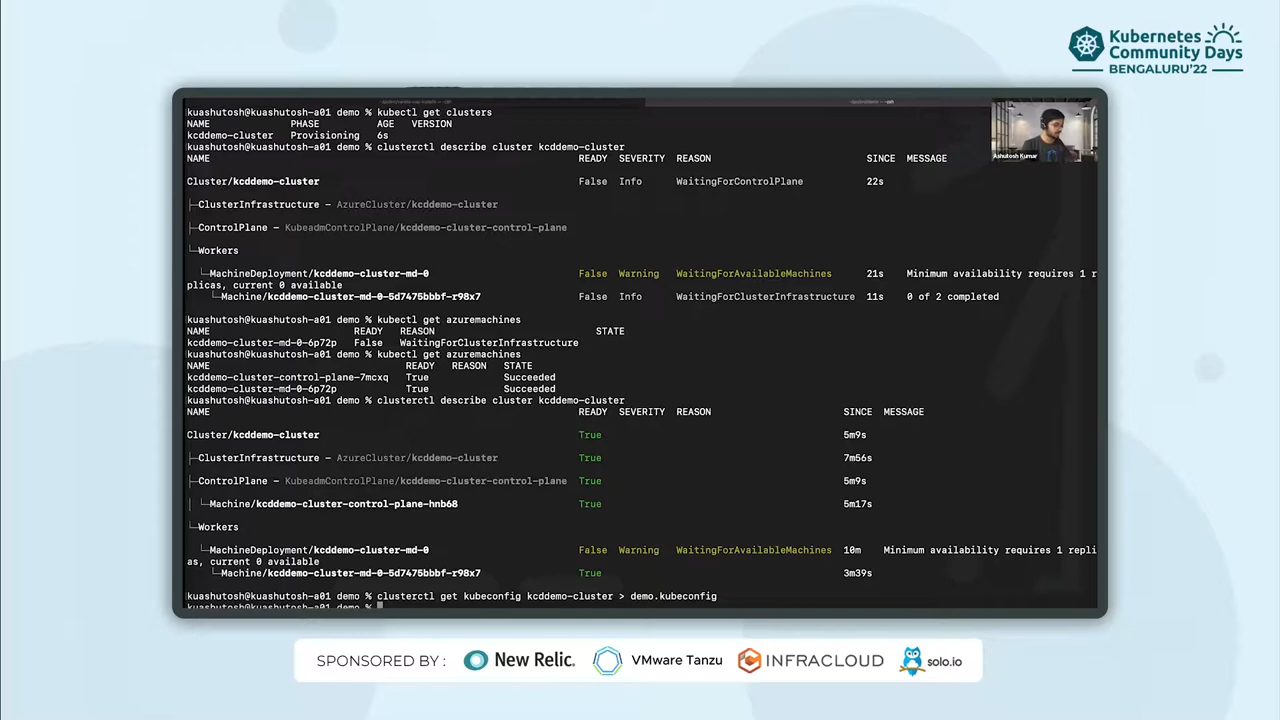 Kubernetes
Community Days
BENGALURU'22
kuashutosh@kuashutosh-a01 demo % kubectl get clusters
NAME PHASE AGE VERSION
kcddemo-cluster Provisioning 6s
kuashutosh@kuashutosh-a01 demo % clusterctl describe cluster kcddemo-cluster
NAME READY SEVERITY REASON SINCE MESSAGE
Cluster/kcddemo-cluster False Info WaitingForControlPlane 22s
├─ClusterInfrastructure - AzureCluster/kcddemo-cluster
├─ControlPlane - KubeadmControlPlane/kcddemo-cluster-control-plane
└─Workers
└─MachineDeployment/kcddemo-cluster-md-0 False Warning WaitingForAvailableMachines 21s Minimum availability requires 1 r
plicas, current 0 available
└─Machine/kcddemo-cluster-md-0-5d7475bbbf-r98x7 False Info WaitingForClusterInfrastructure 11s 0 of 2 completed
kuashutosh@kuashutosh-a01 demo % kubectl get azuremachines
NAME READY REASON STATE
kcddemo-cluster-md-0-6p72p False WaitingForClusterInfrastructure
kuashutosh@kuashutosh-a01 demo % kubectl get azuremachines
NAME READY REASON STATE
kcddemo-cluster-control-plane-7mcxq True Succeeded
kcddemo-cluster-md-0-6p72p True Succeeded
kuashutosh@kuashutosh-a01 demo % clusterctl describe cluster kcddemo-cluster
NAME READY SEVERITY REASON SINCE MESSAGE
Cluster/kcddemo-cluster True 5m9s
├─ClusterInfrastructure - AzureCluster/kcddemo-cluster True 7m56s
├─ControlPlane - KubeadmControlPlane/kcddemo-cluster-control-plane True 5m9s
│ └─Machine/kcddemo-cluster-control-plane-hnb68 True 5m17s
└─Workers
└─MachineDeployment/kcddemo-cluster-md-0 False Warning WaitingForAvailableMachines 10m Minimum availability requires 1 repli
as, current 0 available
└─Machine/kcddemo-cluster-md-0-5d7475bbbf-r98x7 True 3m39s
kuashutosh@kuashutosh-a01 demo % clusterctl get kubeconfig kcddemo-cluster > demo.kubeconfig
kuashutosh@kuashutosh-a01 demo %
Ashutosh Kumar
SPONSORED BY : New Relic. VMware Tanzu INFRACLOUD solo.io